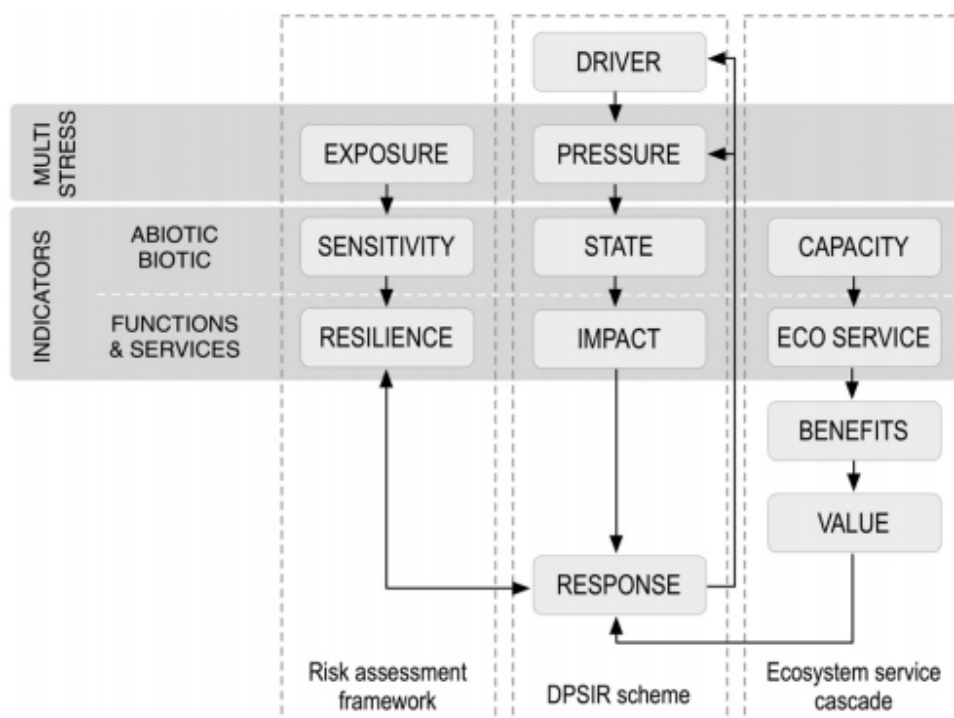 DRIVER
MULTI
STRESS
EXPOSURE
PRESSURE
INDICATORS
ABIOTIC
BIOTIC
SENSITIVITY
STATE
CAPACITY
FUNCTIONS
& SERVICES
RESILIENCE
IMPACT
ECO SERVICE
BENEFITS
VALUE
RESPONSE
Risk assessment
framework
DPSIR scheme
Ecosystem service
cascade